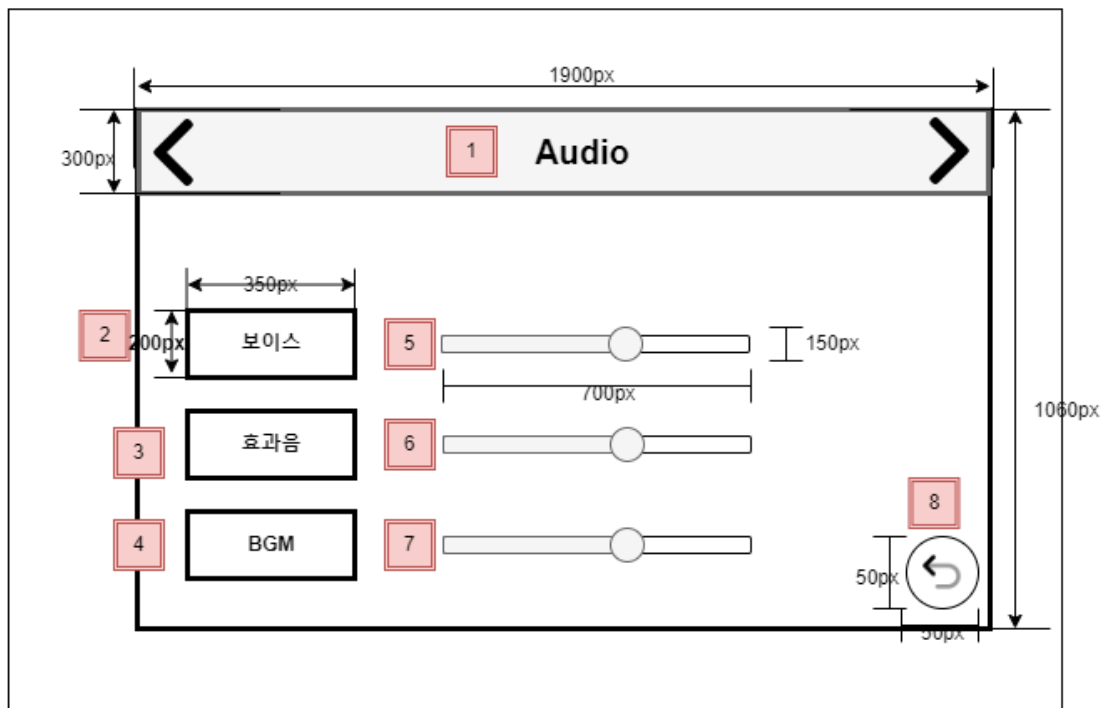 1900px
300px
1
Audio
350px
2
200px
보이스
5
150px
700px
1060px
3
효과음
6
8
4
BGM
7
50px
50px